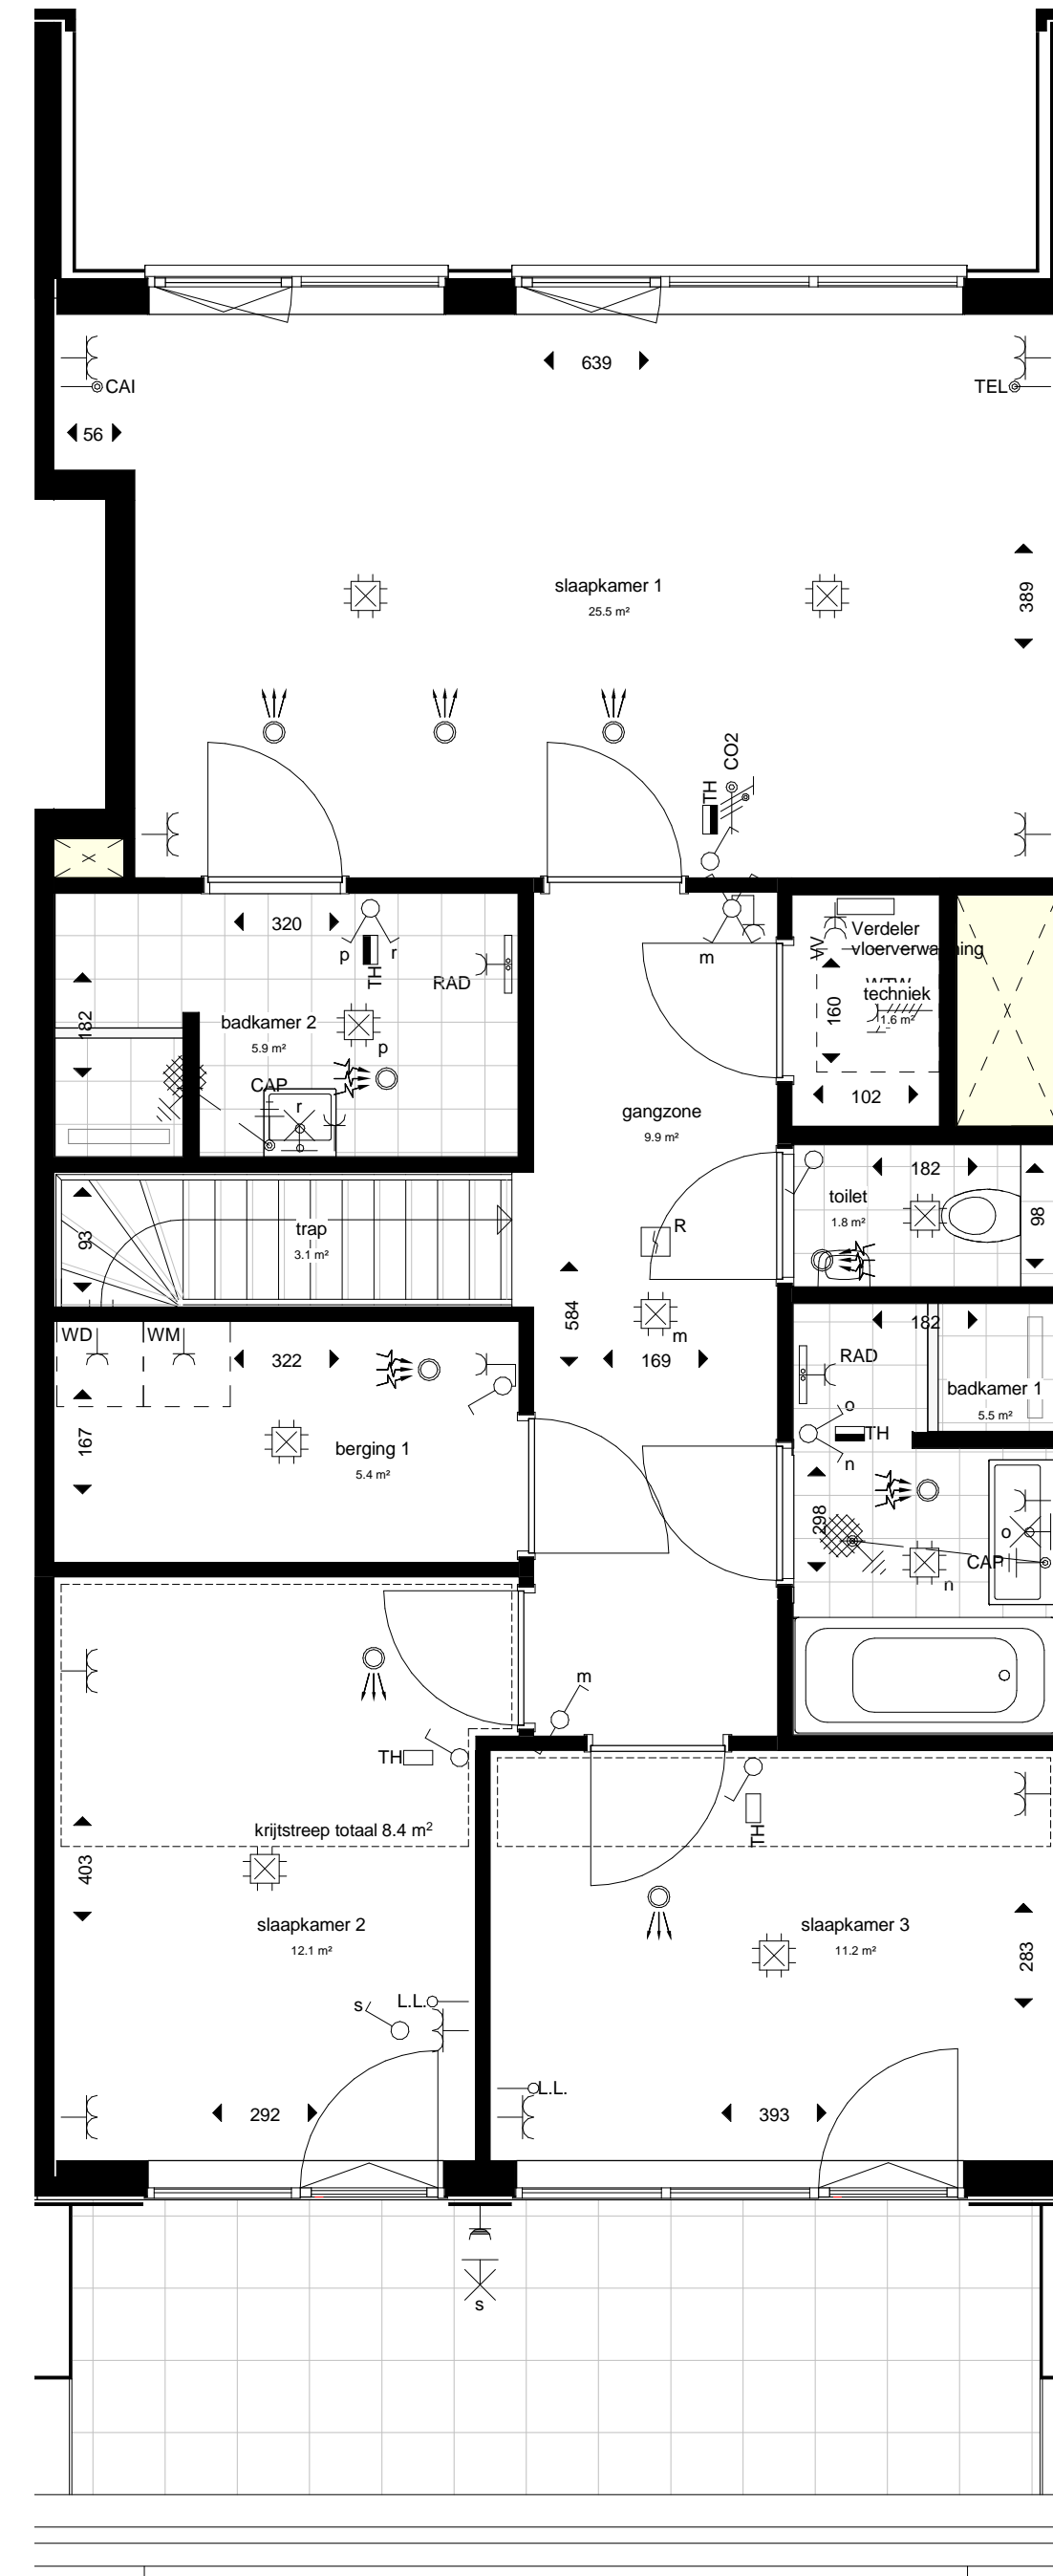 639
CAI
TEL
56
slaapkamer 1
25.5 m²
389
CO2
TH
320
p
r
TH
RAD
m
VV
Verdeler
vloerverwarming
WTW
techniek
1.6 m²
160
102
182
badkamer 2
5.9 m²
p
CAP
r
gangzone
9.9 m²
182
toilet
1.8 m²
98
93
trap
3.1 m²
R
584
m
169
WD
WM
322
167
berging 1
5.4 m²
182
RAD
badkamer 1
5.5 m²
o
TH
n
298
o
CAP
n
m
TH
TH
krijtstreep totaal 8.4 m²
403
slaapkamer 2
12.1 m²
slaapkamer 3
11.2 m²
283
s
L.L.
L.L.
292
393
s